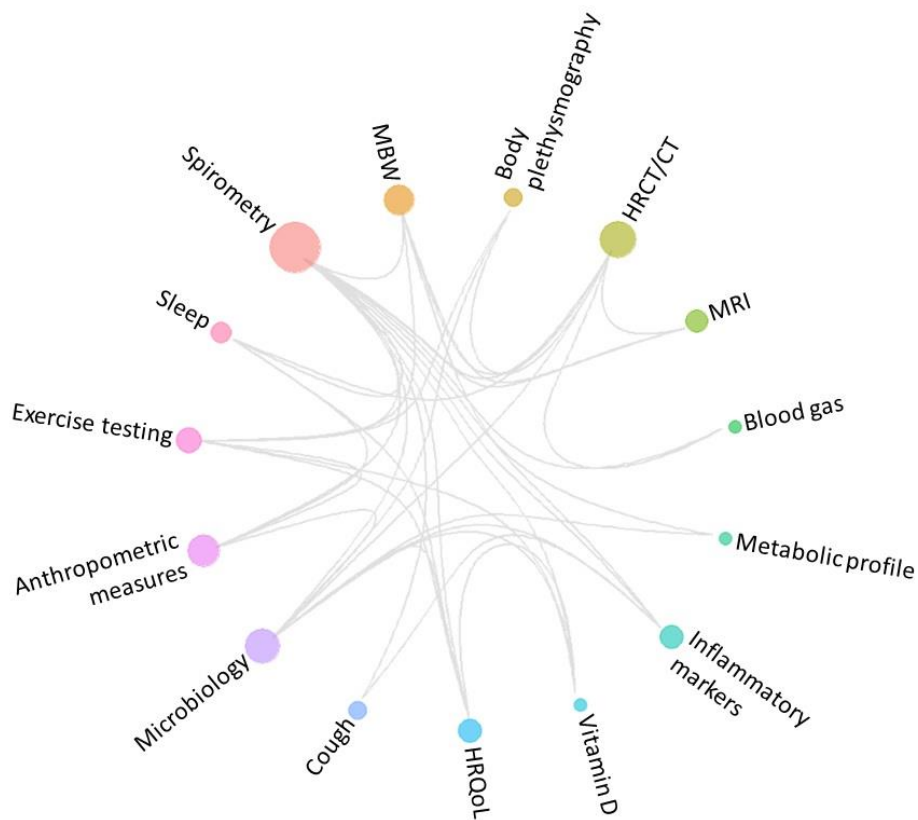 Spirometry
MBW
Body
plethysmography
HRCT/CT
MRI
Blood gas
Metabolic profile
Inflammatory
markers
Vitamin D
HRQoL
Cough
Microbiology
Anthropometric
measures
Exercise testing
Sleep